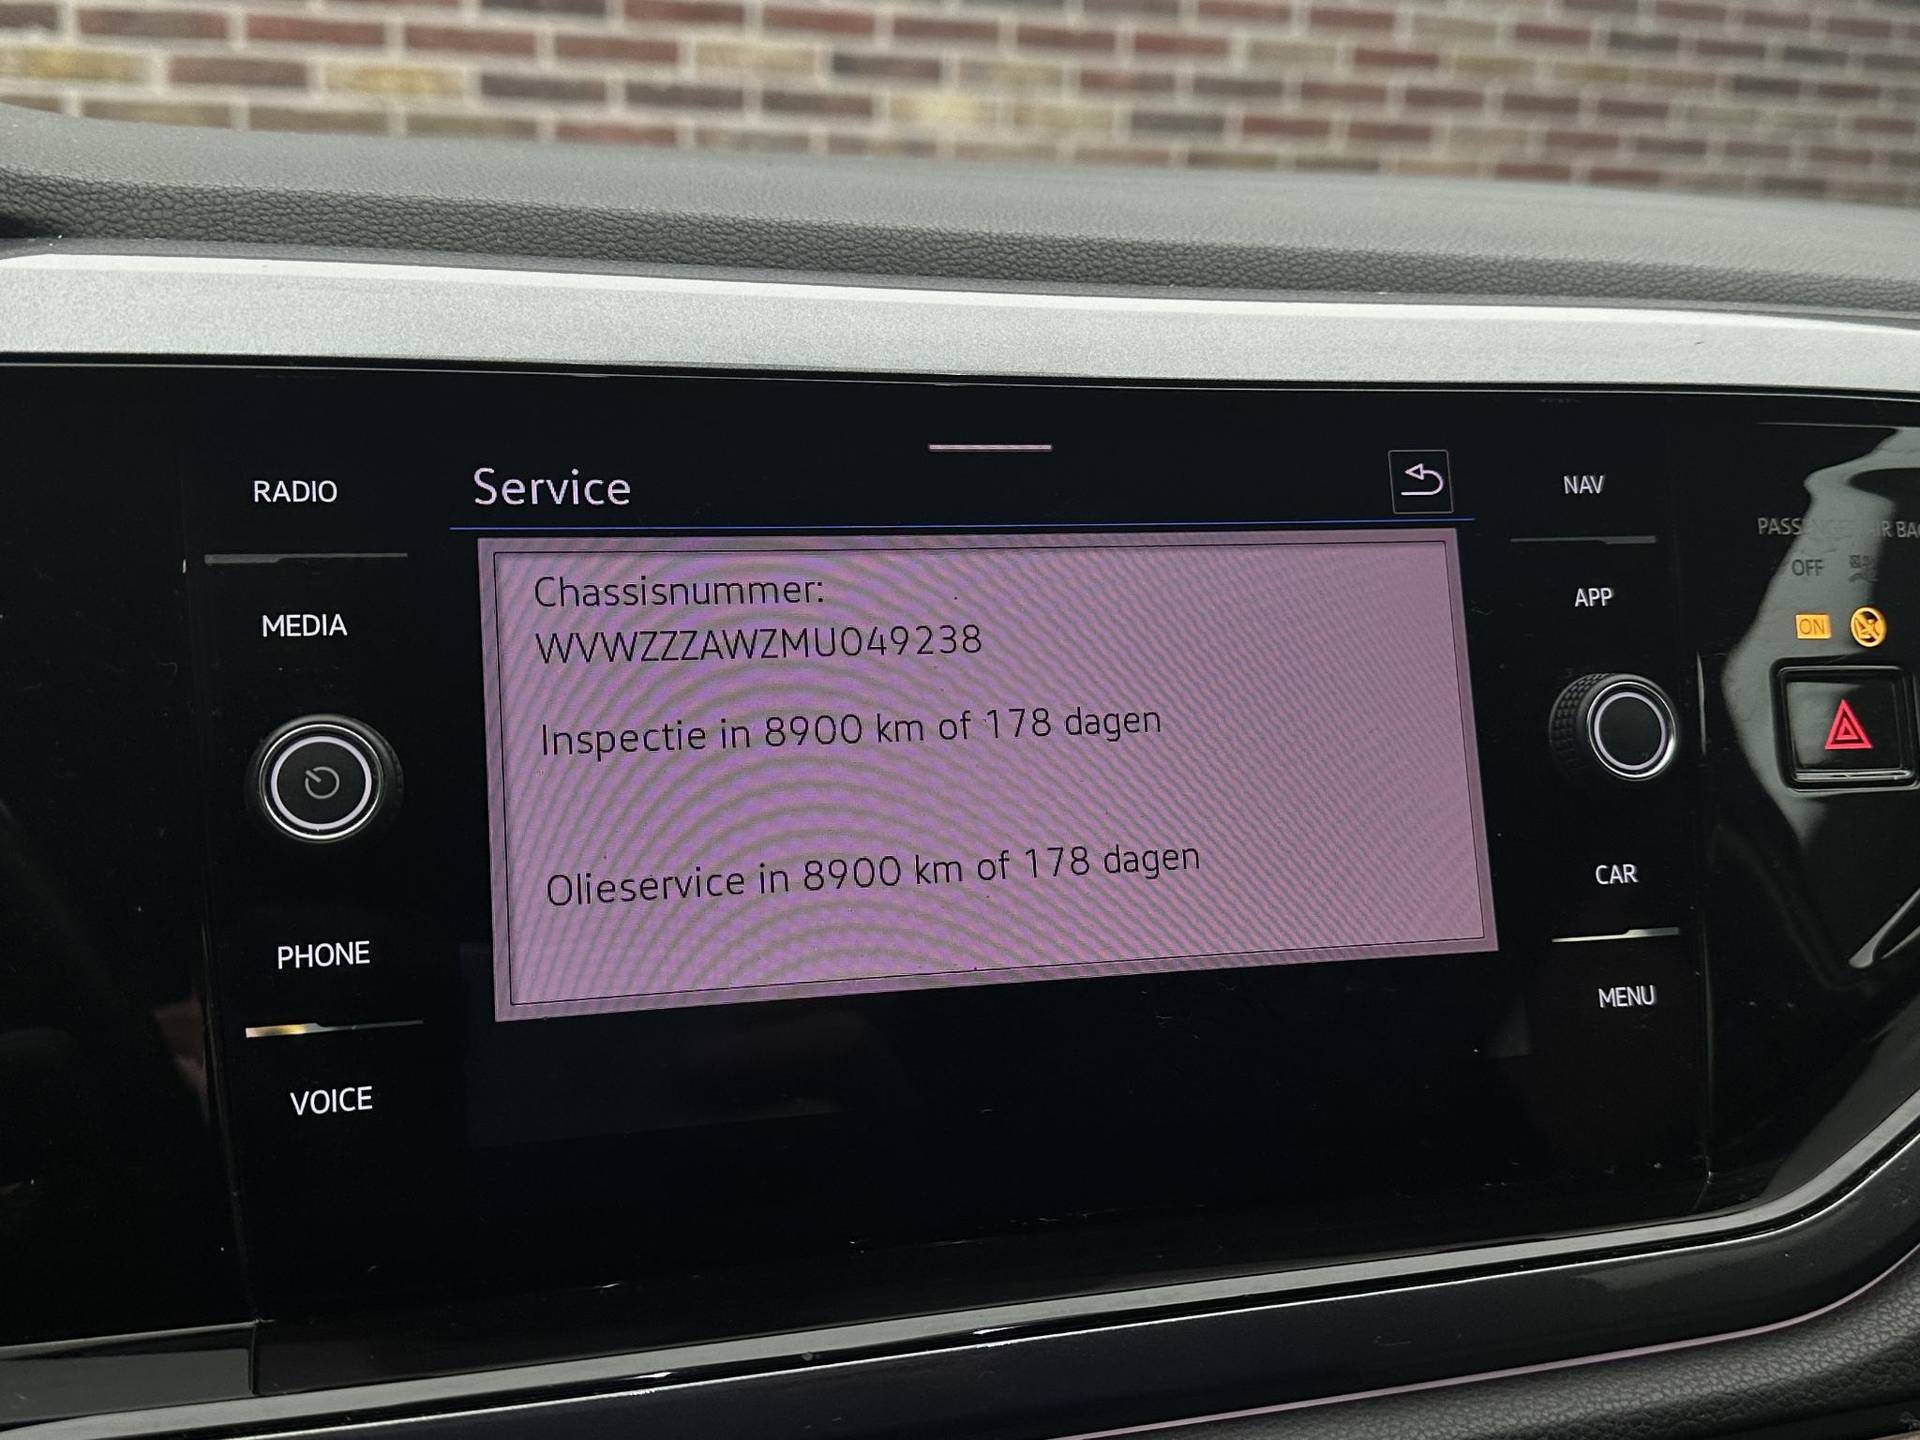 Service
RADIO
MEDIA
PHONE
VOICE
Chassisnummer:
WVWZZZAWZMU049238
Inspectie in 8900 km of 178 dagen
Olieservice in 8900 km of 178 dagen
NAV
APP
CAR
MENU
OFF
ON